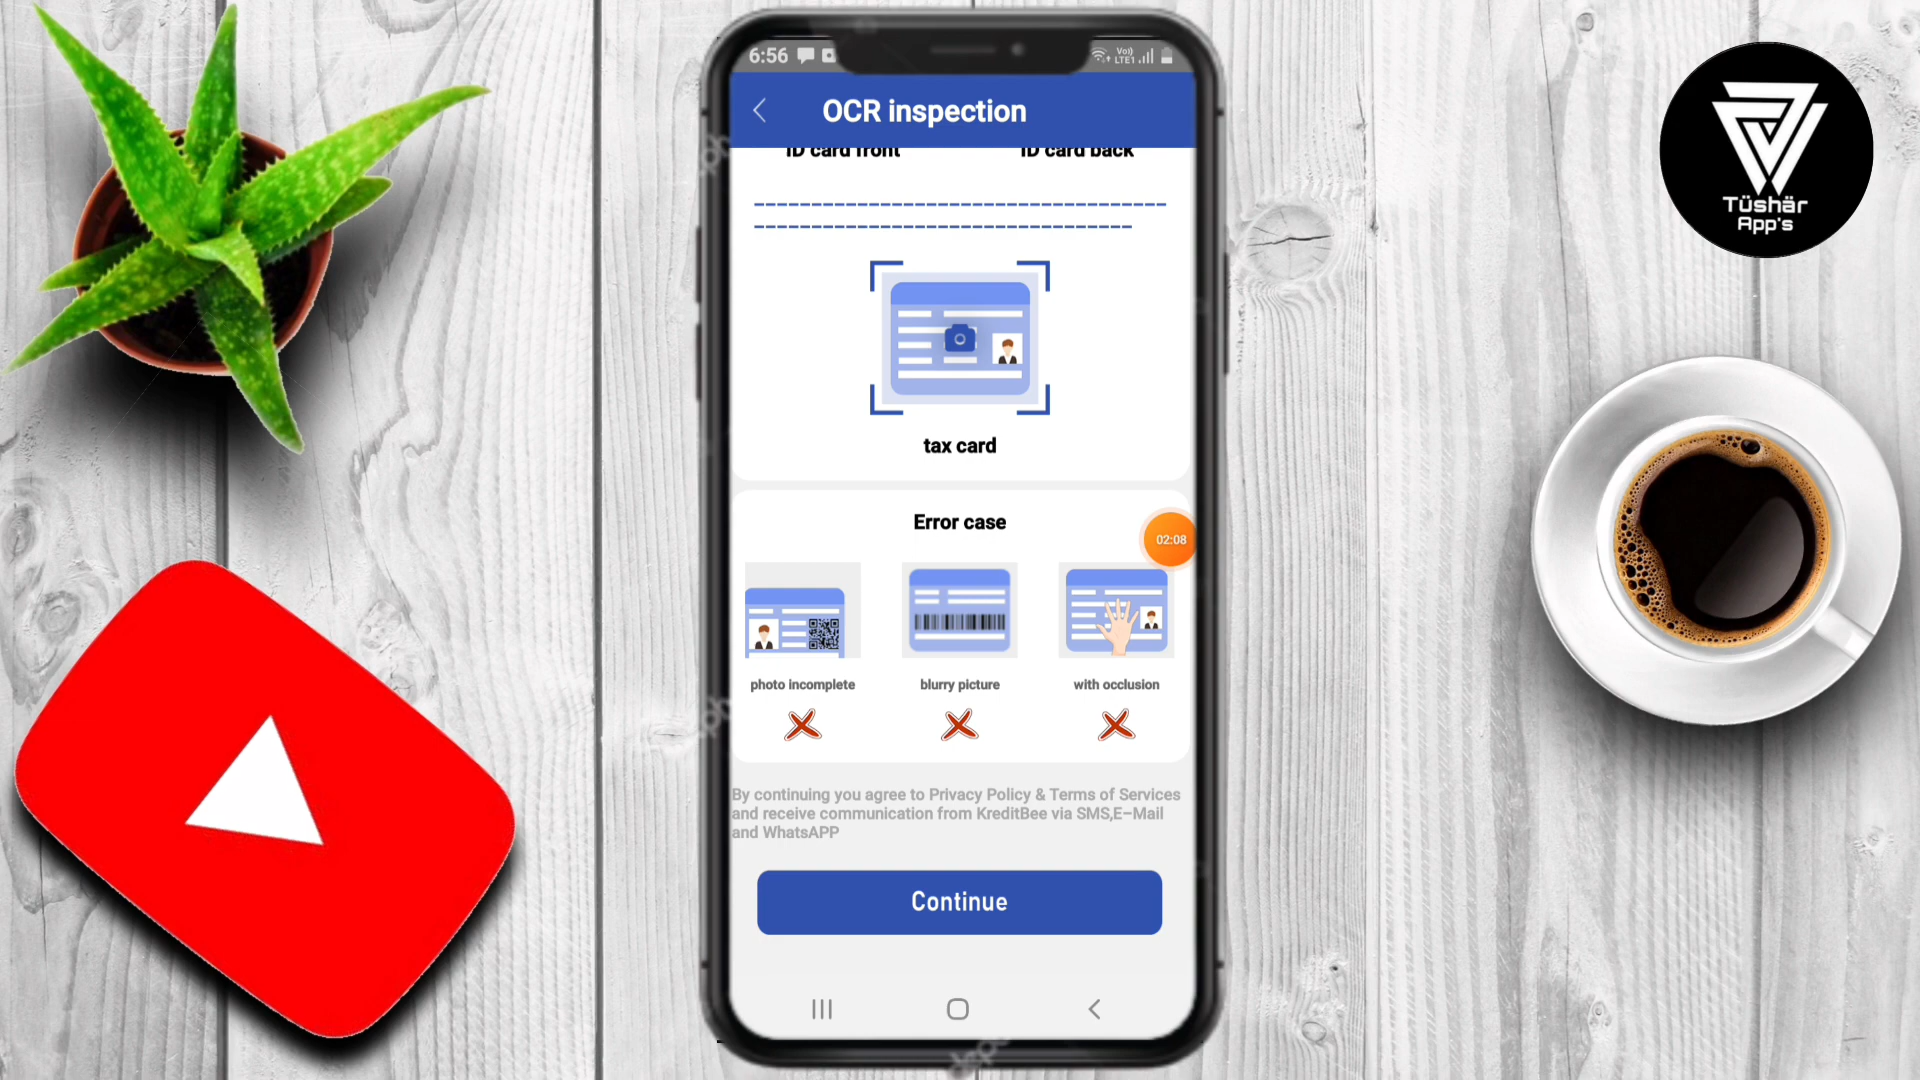 6:56
Vo))
LTE1
OCR inspection
ID card front
ID card back
tax card
Error case
02:08
photo incomplete
blurry picture
with occlusion
By continuing you agree to Privacy Policy & Terms of Services
and receive communication from KreditBee via SMS,E-Mail
and WhatsAPP
Continue
Tüshär
App's